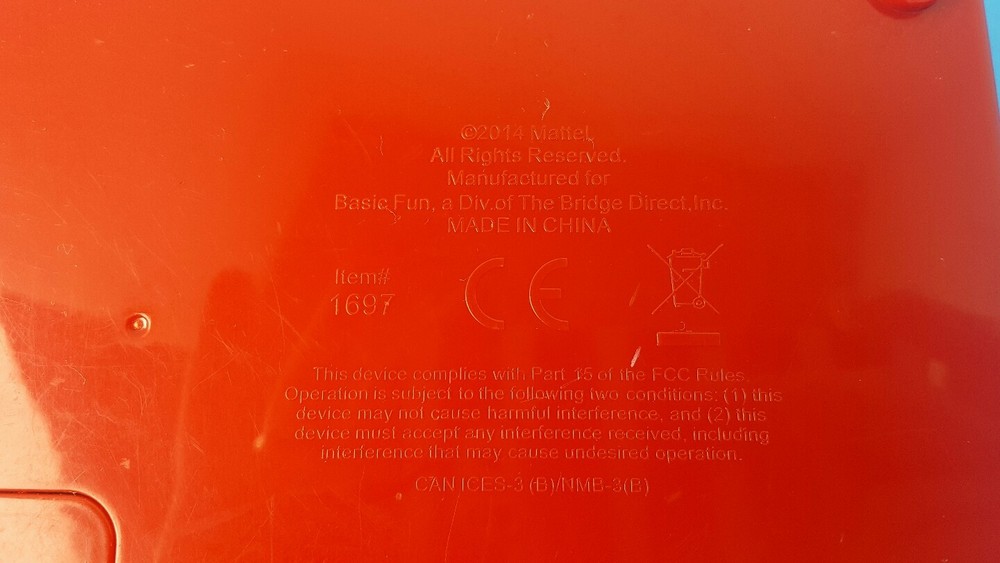 ©2014 Mattel,
All Rights Reserved.
Manufactured for
Basic Fun, a Div.of The Bridge Direct,Inc.
MADE IN CHINA
Item#
1697
CE
This device complies with Part 15 of the FCC Rules.
Operation is subject to the following two conditions: (1) this
device may not cause harmful interference, and (2) this
device must accept any interference received, including
interference that may cause undesired operation.
CAN ICES-3 (B)/NMB-3(B)